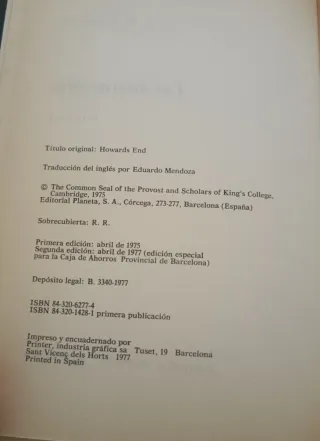 Título original: Howards End
Traducción del inglés por Eduardo Mendoza
© The Common Seal of the Provost and Scholars of King's College,
Cambridge, 1975
Editorial Planeta, S. A., Córcega, 273-277, Barcelona (España)
Sobrecubierta: R. R.
Primera edición: abril de 1975
Segunda edición: abril de 1977 (edición especial
para la Caja de Ahorros Provincial de Barcelona)
Depósito legal: B. 3340-1977
ISBN 84-320-6277-4
ISBN 84-320-1428-1 primera publicación
Impreso y encuadernado por
Printer, industria gráfica sa Tuset, 19 Barcelona
Sant Vicenç dels Horts 1977
Printed in Spain